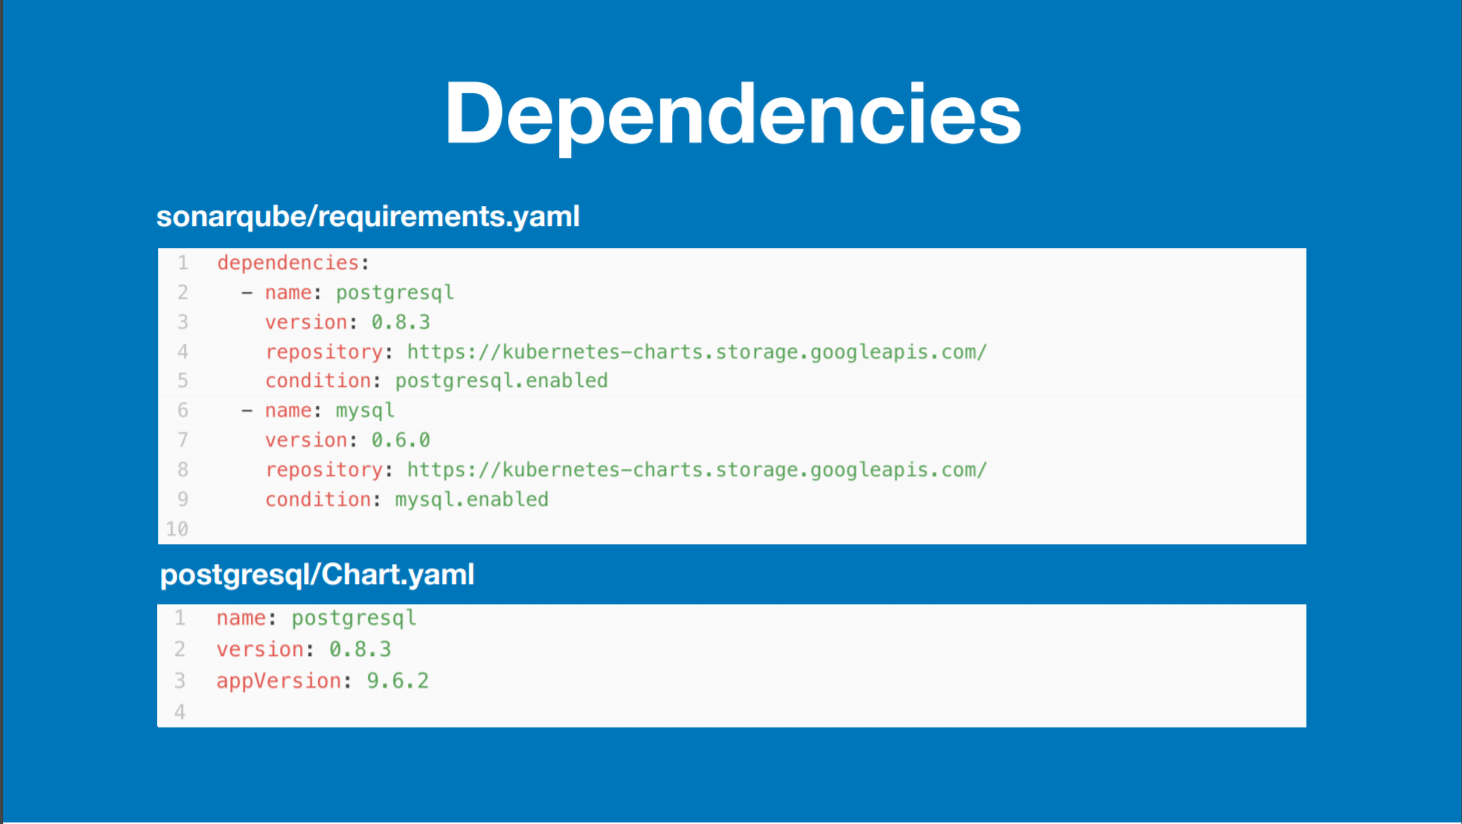 Dependencies
sonarqube/requirements.yaml
1 dependencies:
2   - name: postgresql
3     version: 0.8.3
4     repository: https://kubernetes-charts.storage.googleapis.com/
5     condition: postgresql.enabled
6   - name: mysql
7     version: 0.6.0
8     repository: https://kubernetes-charts.storage.googleapis.com/
9     condition: mysql.enabled
10
postgresql/Chart.yaml
1 name: postgresql
2 version: 0.8.3
3 appVersion: 9.6.2
4